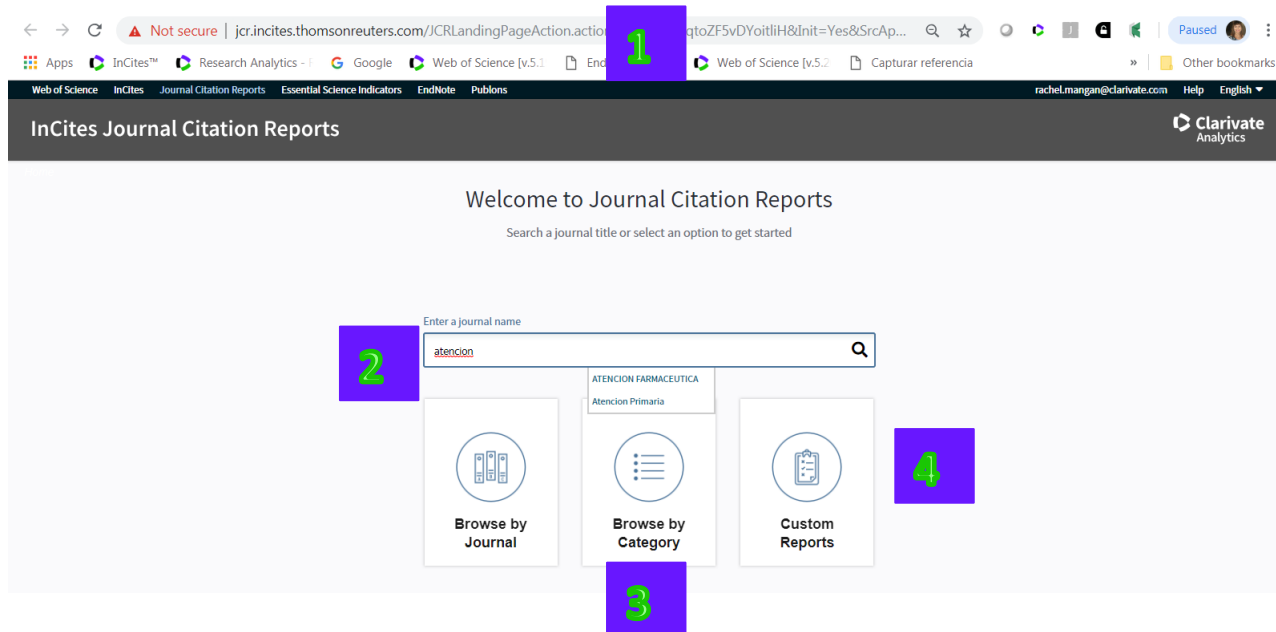 Not secure | jcr.incites.thomsonreuters.com/JCRLandingPageAction.action 1 qtoZF5vDYoitliH&Init=Yes&SrcAp... Paused
Apps InCites™ Research Analytics - Google Web of Science [v.5.1 End Web of Science [v.5.2 Capturar referencia » Other bookmarks
Web of Science InCites Journal Citation Reports Essential Science Indicators EndNote Publons rachel.mangan@clarivate.com Help English
InCites Journal Citation Reports Clarivate
Analytics
Welcome to Journal Citation Reports
Search a journal title or select an option to get started
Enter a journal name
2 atencion
ATENCION FARMACEUTICA
Atencion Primaria
4
Browse by Journal
Browse by Category
Custom Reports
3